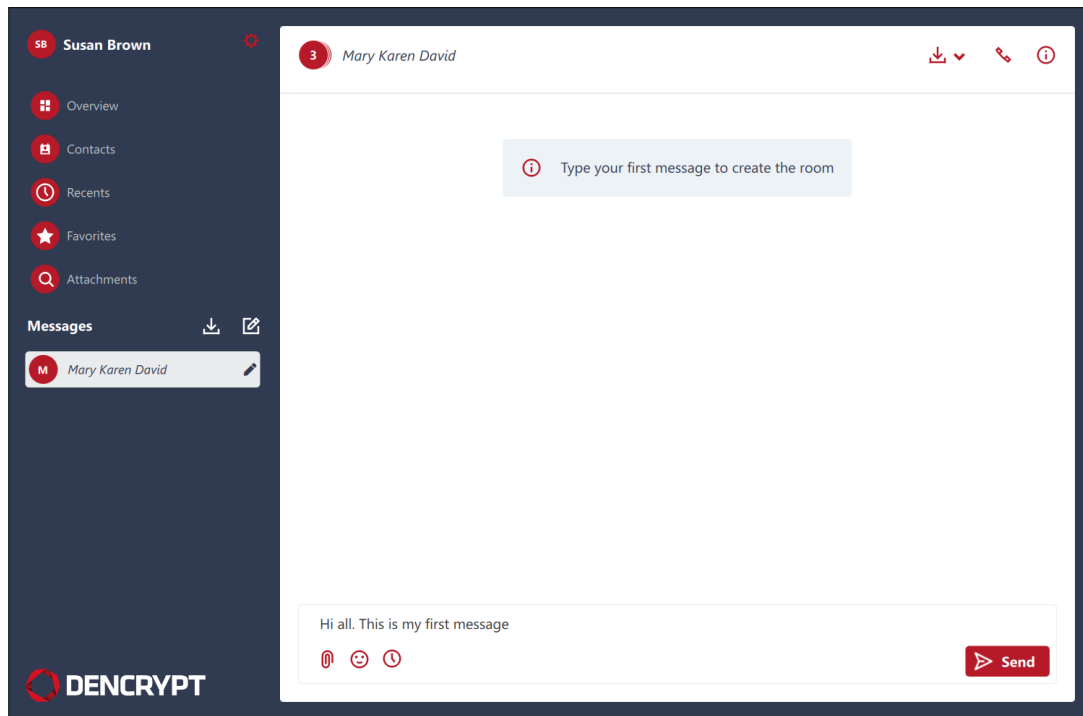 SB Susan Brown
Overview
Contacts
Recents
Favorites
Attachments
Messages
M Mary Karen David
DENCRYPT
3 Mary Karen David
Type your first message to create the room
Hi all. This is my first message
Send